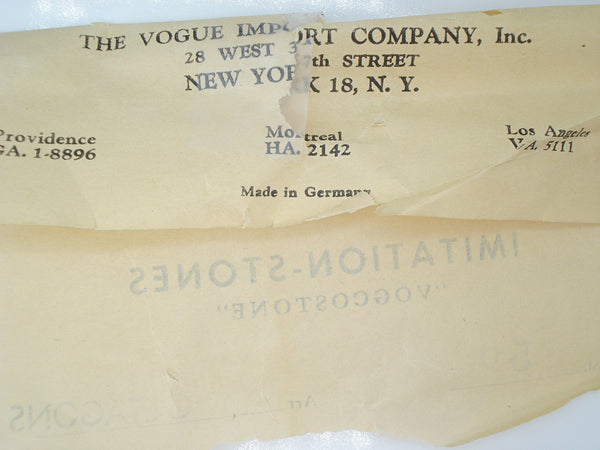 THE VOGUE IMPORT COMPANY, Inc.
28 WEST 3 th STREET
NEW YORK 18, N. Y.
Providence Montreal Los Angeles
GA. 1-8896 HA. 2142 VA. 5111
Made in Germany
IMITATION-STONES
"VOGCOSTONE"